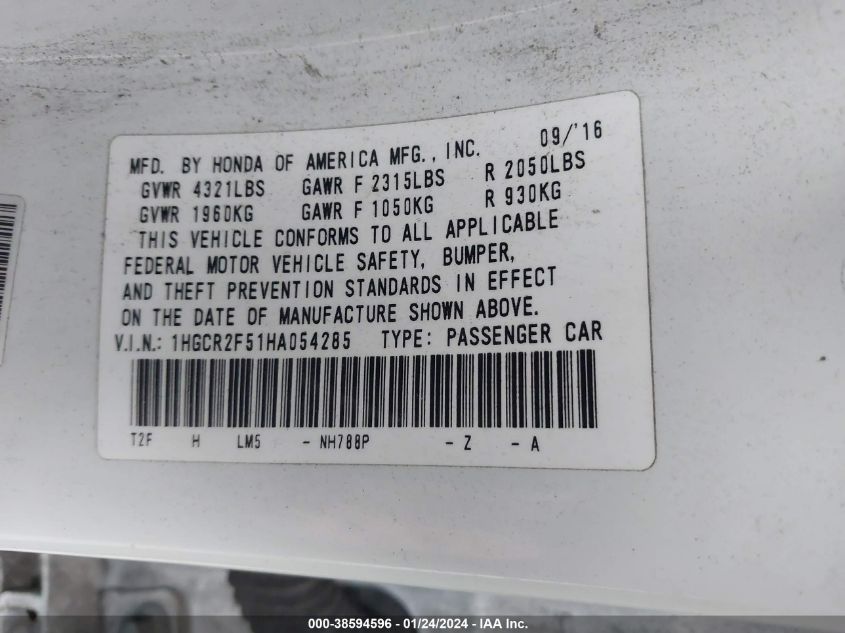 09/'16
MFD. BY HONDA OF AMERICA MFG., INC.
GVWR 4321LBS GAWR F 2315LBS R 2050LBS
GVWR 1960KG GAWR F 1050KG R 930KG
THIS VEHICLE CONFORMS TO ALL APPLICABLE
FEDERAL MOTOR VEHICLE SAFETY, BUMPER,
AND THEFT PREVENTION STANDARDS IN EFFECT
ON THE DATE OF MANUFACTURE SHOWN ABOVE.
V.I.N.: 1HGCR2F51HA054285 TYPE: PASSENGER CAR
T2F H LM5 - NH788P - Z - A
000-38594596 - 01/24/2024 - IAA Inc.